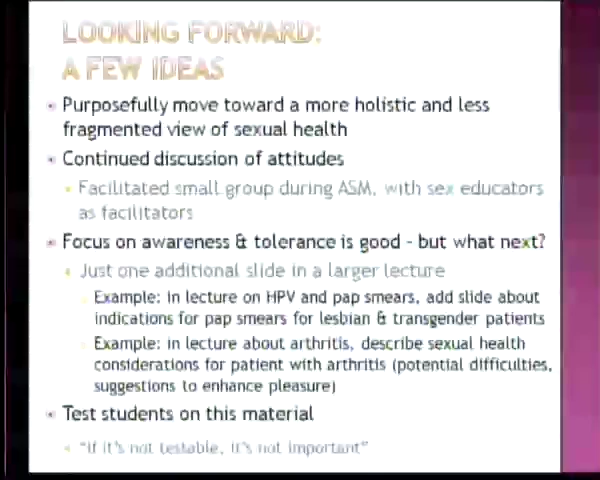 LOOKING FORWARD:
A FEW IDEAS
Purposefully move toward a more holistic and less
fragmented view of sexual health
Continued discussion of attitudes
Facilitated small group during ASM, with sex educators
as facilitators
Focus on awareness & tolerance is good - but what next?
Just one additional slide in a larger lecture
Example: in lecture on HPV and pap smears, add slide about
indications for pap smears for lesbian & transgender patients
Example: in lecture about arthritis, describe sexual health
considerations for patient with arthritis (potential difficulties,
suggestions to enhance pleasure)
Test students on this material
"If it's not testable, it's not important"